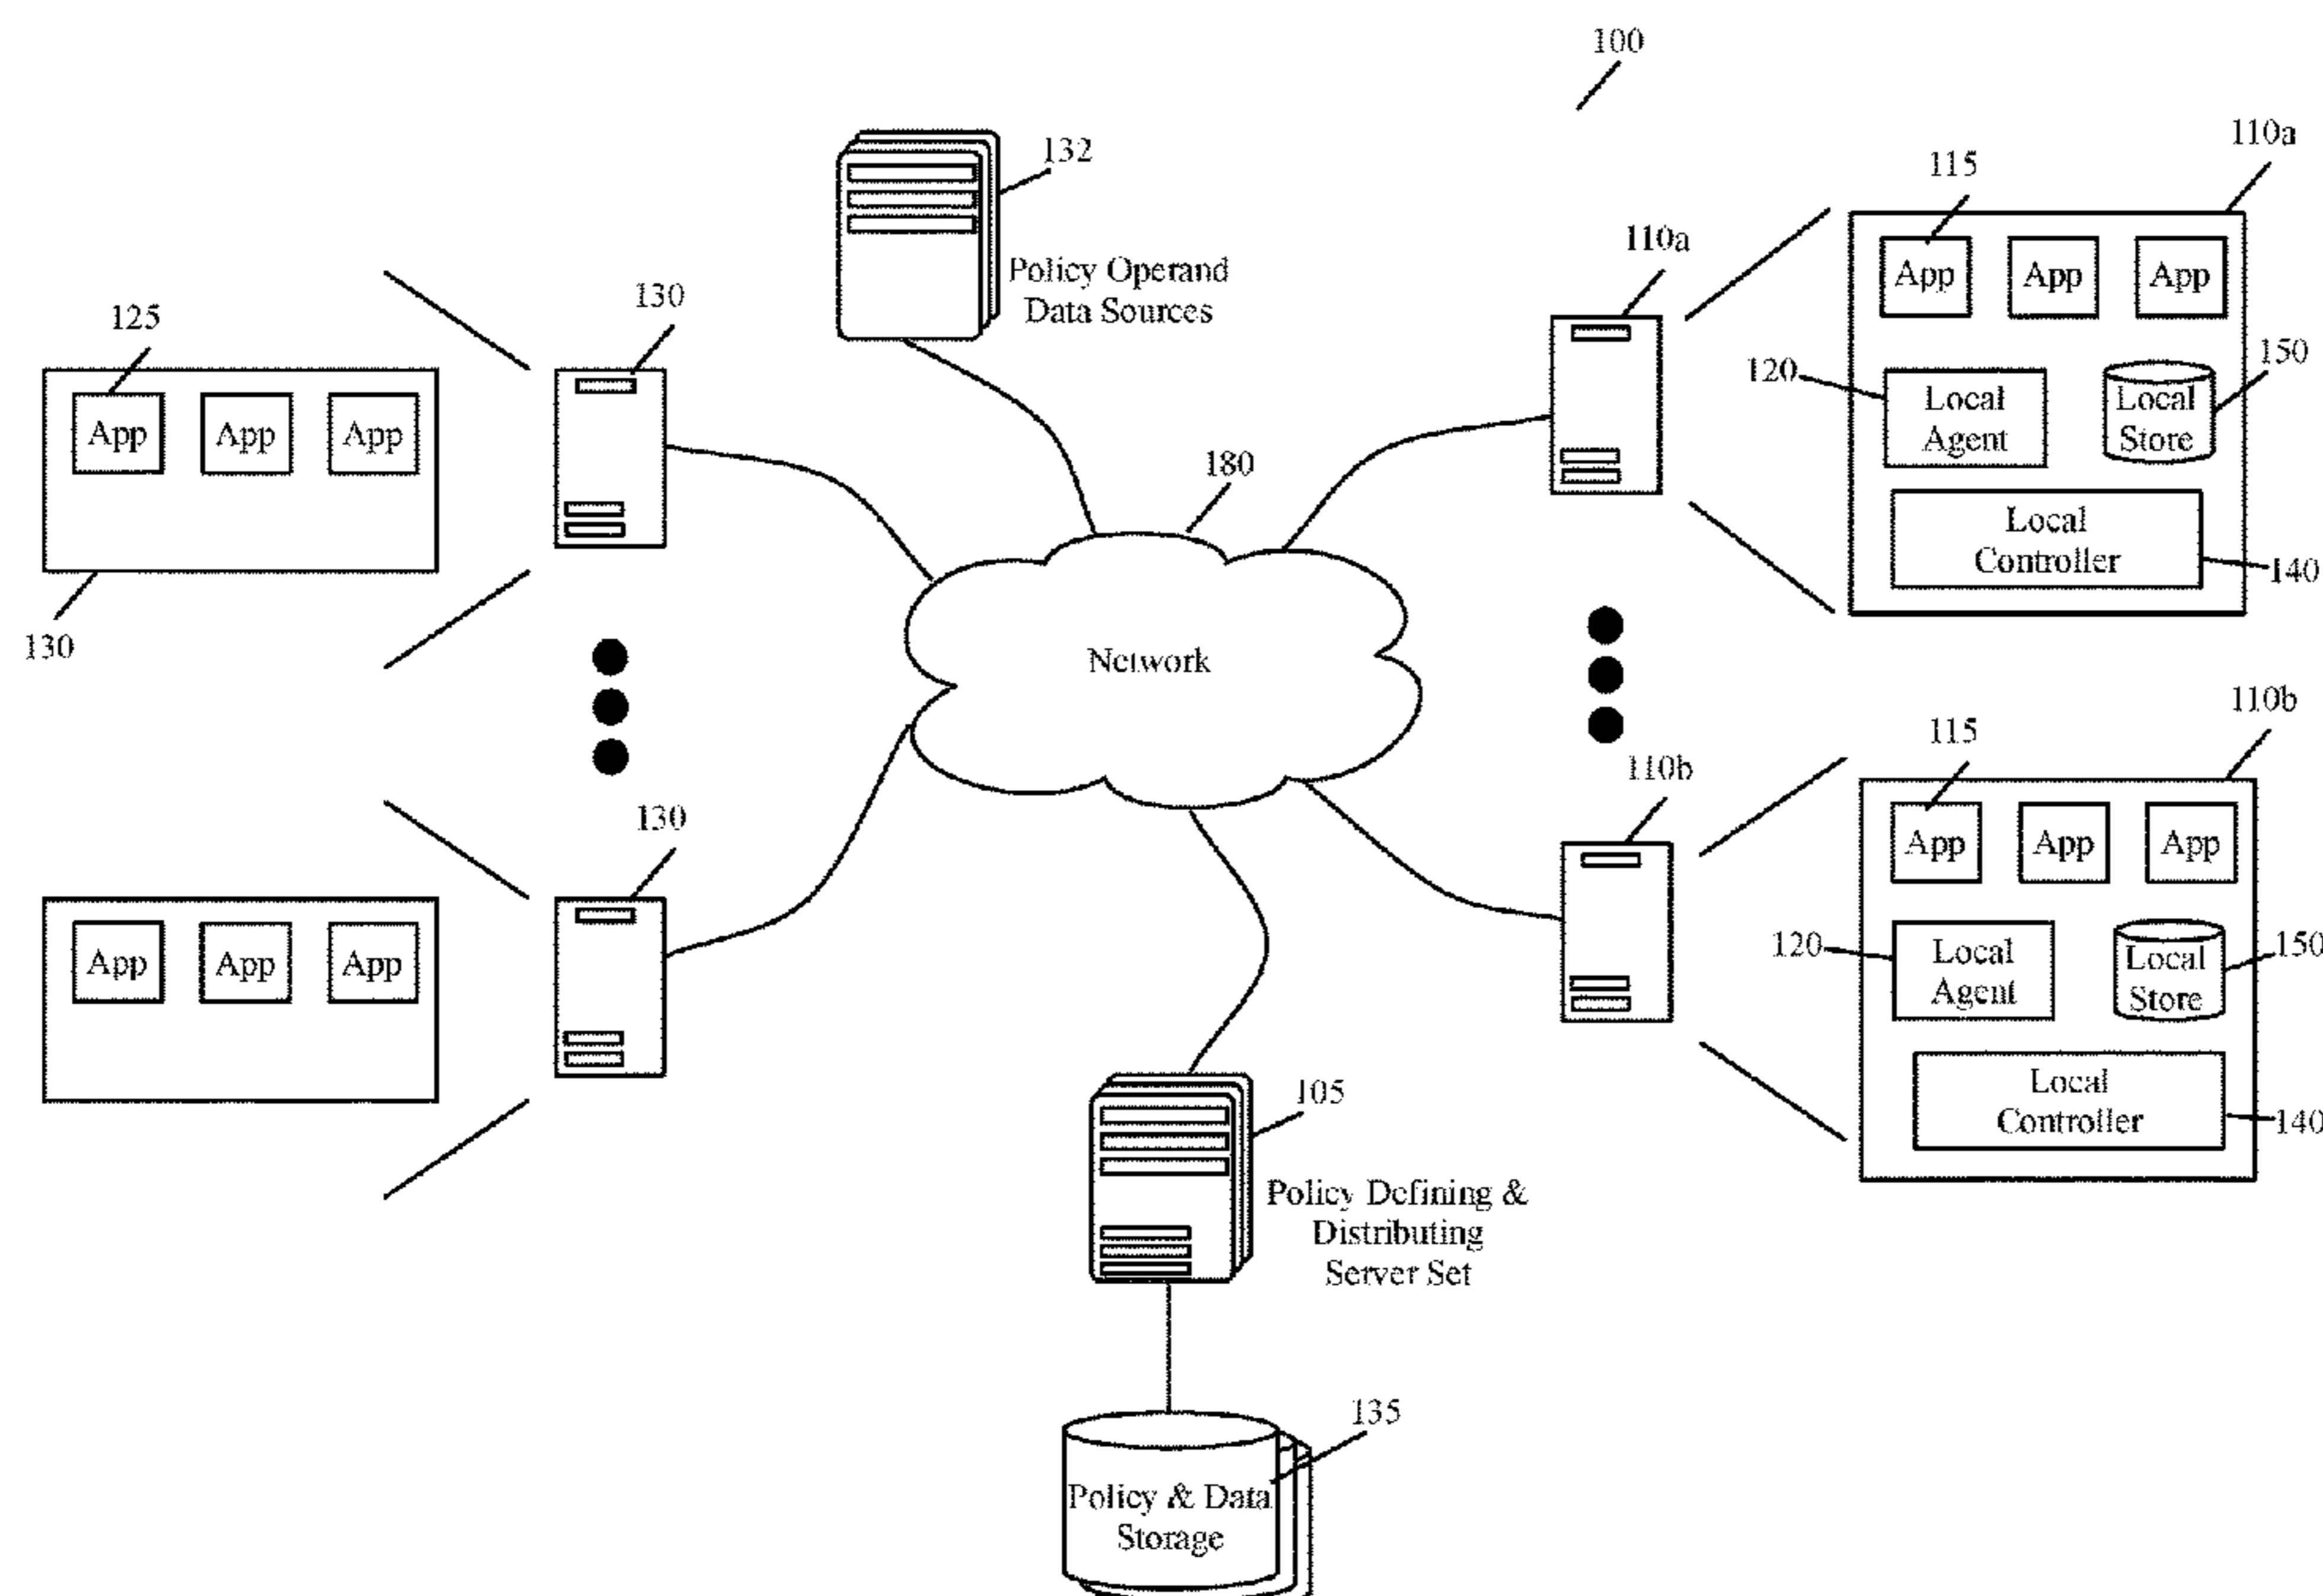 100
132
110a
115
110a
Policy Operand
Data Sources
130
125
App
App
App
130
180
Network
App
App
App
120
Local
Agent
150
Local
Store
Local
Controller
140
130
App
App
App
110b
110b
115
App
App
App
120
Local
Agent
150
Local
Store
Local
Controller
140
105
Policy Defining &
Distributing
Server Set
135
Policy & Data
Storage